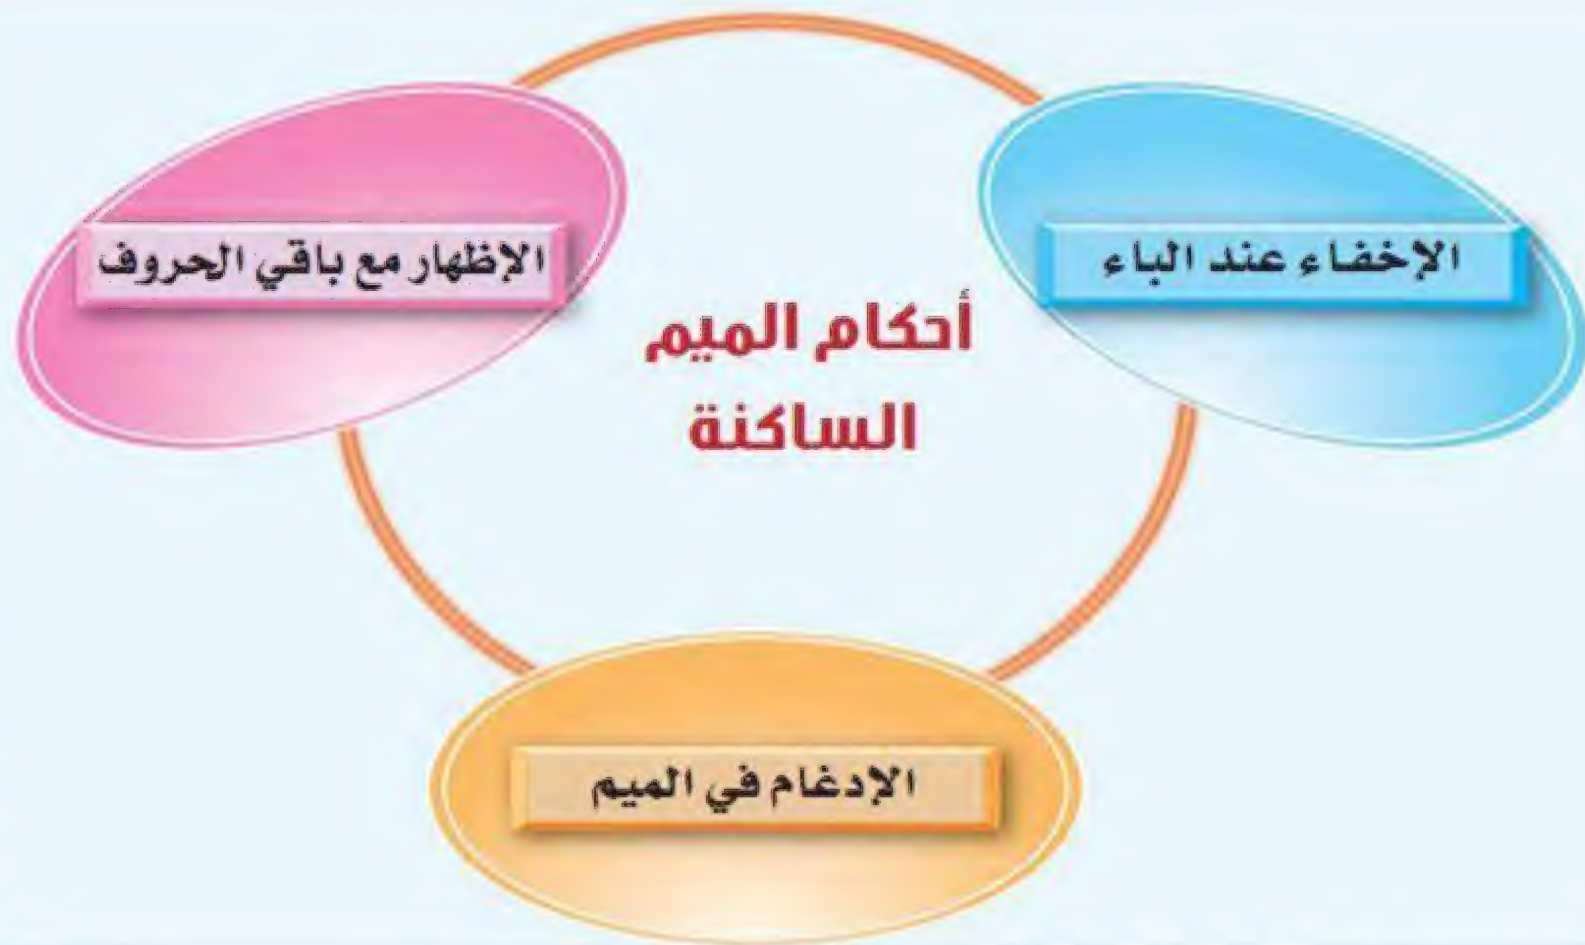 أحكام الميم
الساكنة
الإخفاء عند الباء
الإظهار مع باقي الحروف
الإدغام في الميم